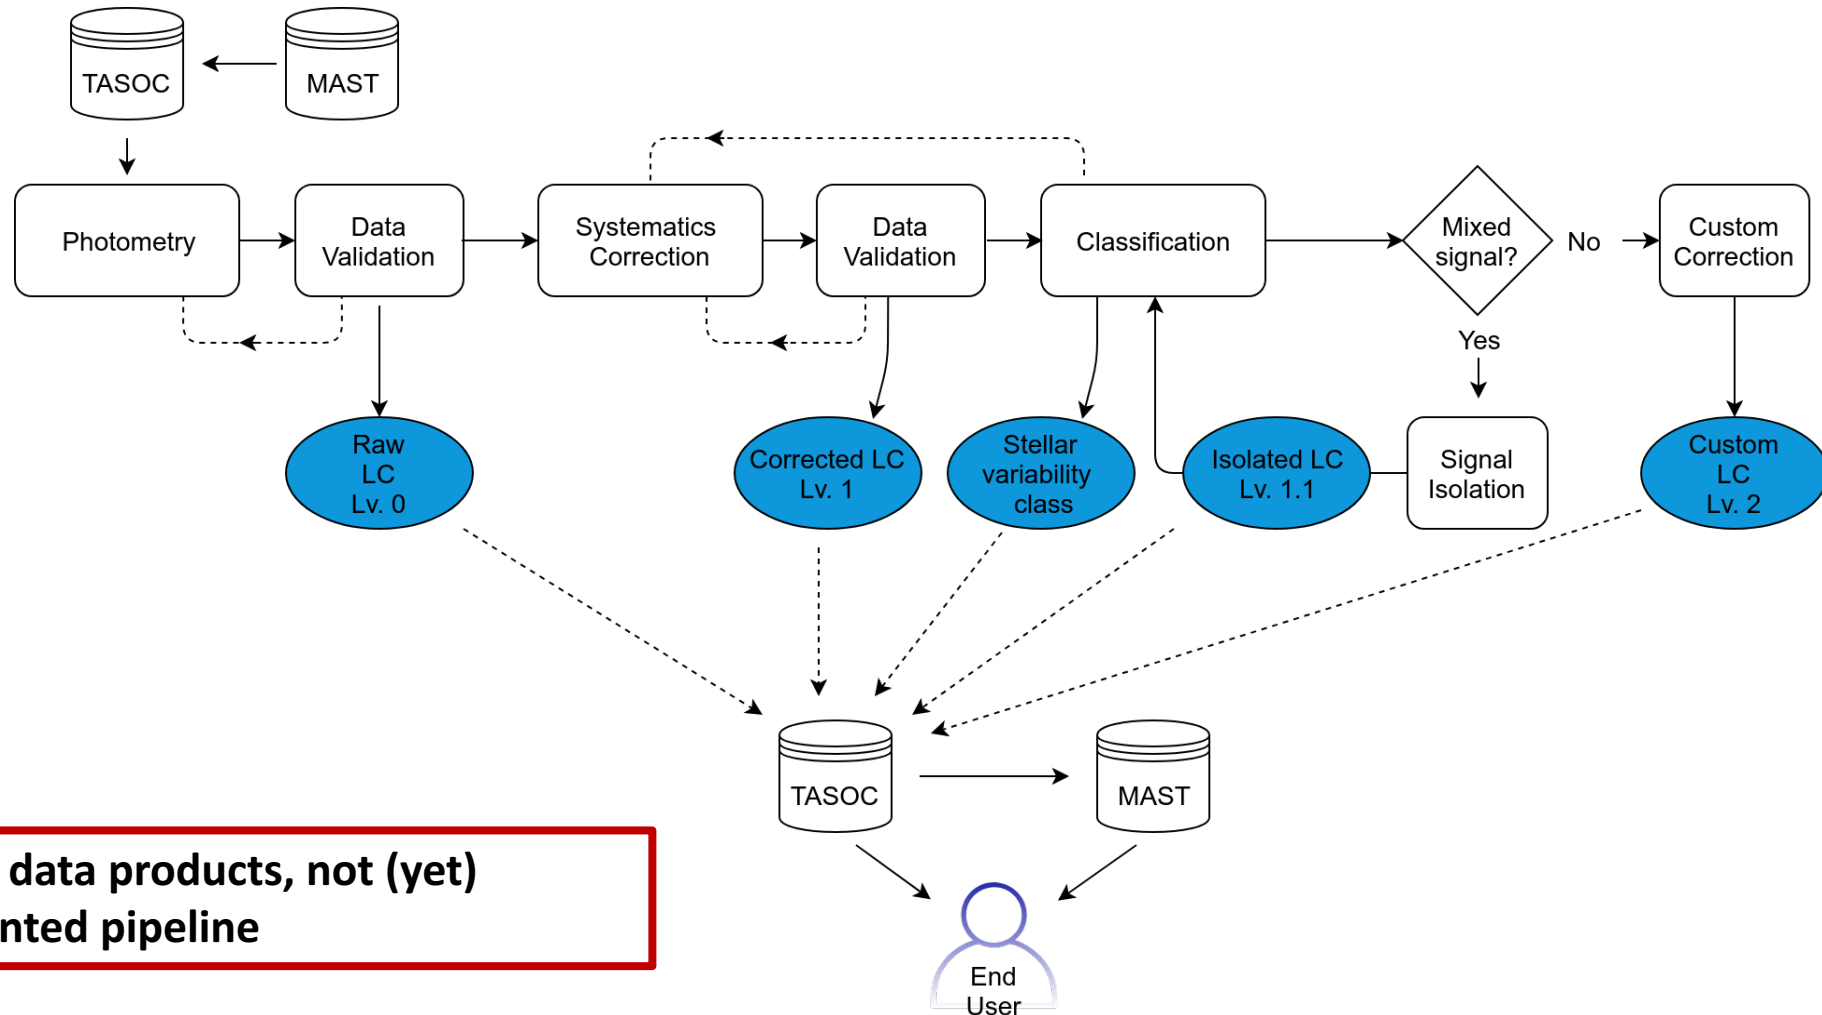 TASOC
MAST
Photometry
Data
Validation
Systematics
Correction
Data
Validation
Classification
Mixed
signal?
No
Custom
Correction
Yes
Raw
LC
Lv. 0
Corrected LC
Lv. 1
Stellar
variability
class
Isolated LC
Lv. 1.1
Signal
Isolation
Custom
LC
Lv. 2
TASOC
MAST
data products, not (yet)
nted pipeline
End
User